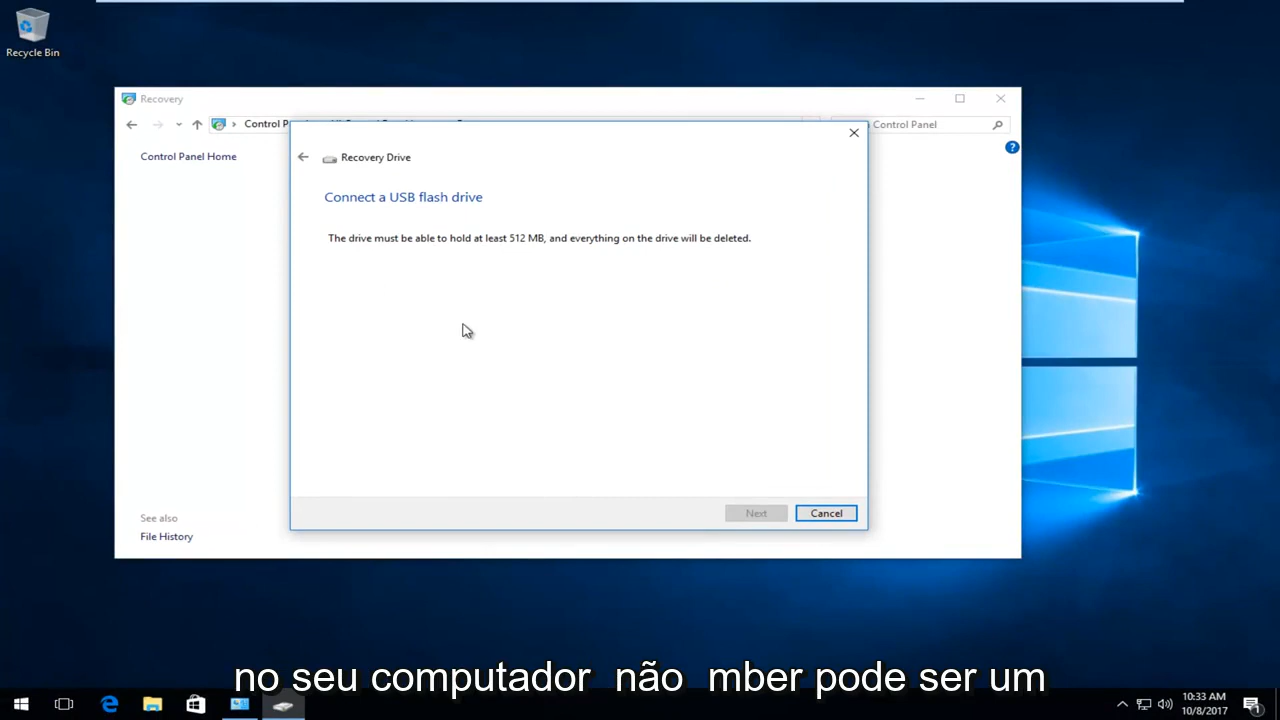 Recycle Bin
Recovery
Control P
Control Panel
Control Panel Home
Recovery Drive
Connect a USB flash drive
The drive must be able to hold at least 512 MB, and everything on the drive will be deleted.
Next
Cancel
See also
File History
no seu computador não mber pode ser um
10:33 AM
10/8/2017
1